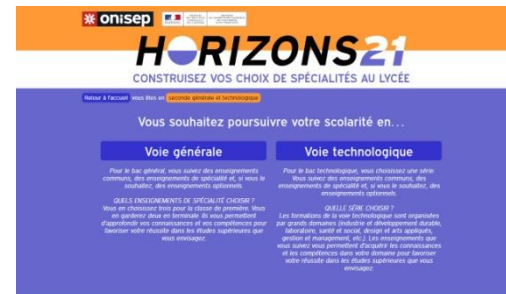 onisep
HORIZONS21
CONSTRUISEZ VOS CHOIX DE SPÉCIALITÉS AU LYCÉE
Retour à l'accueil vous êtes en seconde générale et technologique
Vous souhaitez poursuivre votre scolarité en...
Voie générale
Pour le bac général, vous suivez des enseignements
communs, des enseignements de spécialité et, si vous le
souhaitez, des enseignements optionnels.
QUELS ENSEIGNEMENTS DE SPÉCIALITÉ CHOISIR ?
Vous en choisissez trois pour la classe de première. Vous
en garderez deux en terminale. Ils vous permettent
d'approfondir vos connaissances et vos compétences pour
favoriser votre réussite dans les études supérieures que
vous envisagez.
Voie technologique
Pour le bac technologique, vous choisissez une série.
Vous suivez des enseignements communs, des
enseignements de spécialité et, si vous le souhaitez, des
enseignements optionnels.
QUELLE SÉRIE CHOISIR ?
Les formations de la voie technologique sont organisées
par grands domaines (industrie et développement durable,
laboratoire, santé et social, design et arts appliqués,
gestion et management, etc.). Les enseignements que
vous suivez vous permettent d'acquérir les connaissances
et les compétences dans votre domaine pour favoriser
votre réussite dans les études supérieures que vous
envisagez.